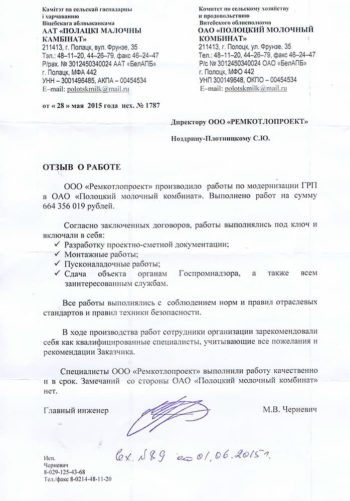 Камітэт па сельскай гаспадарцы
і харчаванню
Віцебскага аблвыканкама
ААТ «ПОЛАЦКІ МАЛОЧНЫ
КАМБІНАТ»
211413, г. Полацк, вул. Фрунзе, 35
Тэл.: 48-11-20, 44-26-79, факс 46-24-47
Р/рах. № 3012450340024 ААТ «БелАПБ»
г. Полацк, МФА 442
УНН – 300149648, АКПА – 00454534
E-mail: polotskmilk@mail.ru
Комитет по сельскому хозяйству
и продовольствию
Витебского облисполкома
ОАО «ПОЛОЦКИЙ МОЛОЧНЫЙ
КОМБИНАТ»
211413, г. Полоцк, ул. Фрунзе, 35
Тел.: 48-11-20, 44-26-79, факс 46-24-47
Р/с № 3012450340024 ОАО «БелАПБ»
г. Полоцк, МФО 442
УНП 300149648, ОКПО – 00454534
E-mail: polotskmilk@mail.ru
от « 28 » мая 2015 года исх. № 1787
Директору ООО «РЕМКОТЛОПРОЕКТ»
Ноздрину-Плотницкому С.Ю.
ОТЗЫВ О РАБОТЕ
ООО «Ремкотлопроект» производило работы по модернизации ГРП
в ОАО «Полоцкий молочный комбинат». Выполнено работ на сумму
664 356 019 рублей.
Согласно заключенных договоров, работы выполнялись под ключ и
включали в себя:
✓ Разработку проектно-сметной документации;
✓ Монтажные работы;
✓ Пусконаладочные работы;
✓ Сдача объекта органам Госпромнадзора, а также всем
заинтересованным службам.
Все работы выполнялись с соблюдением норм и правил отраслевых
стандартов и правил техники безопасности.
В ходе производства работ сотрудники организации зарекомендовали
себя как квалифицированные специалисты, учитывающие все пожелания и
рекомендации Заказчика.
Специалисты ООО «Ремкотлопроект» выполнили работу качественно
и в срок. Замечаний со стороны ОАО «Полоцкий молочный комбинат»
нет.
Главный инженер М.В. Черневич
Вх. №89 от 01.06.2015г.
Исп.
Черневич
8-029-125-43-68
Тел./факс 8-0214-48-11-20